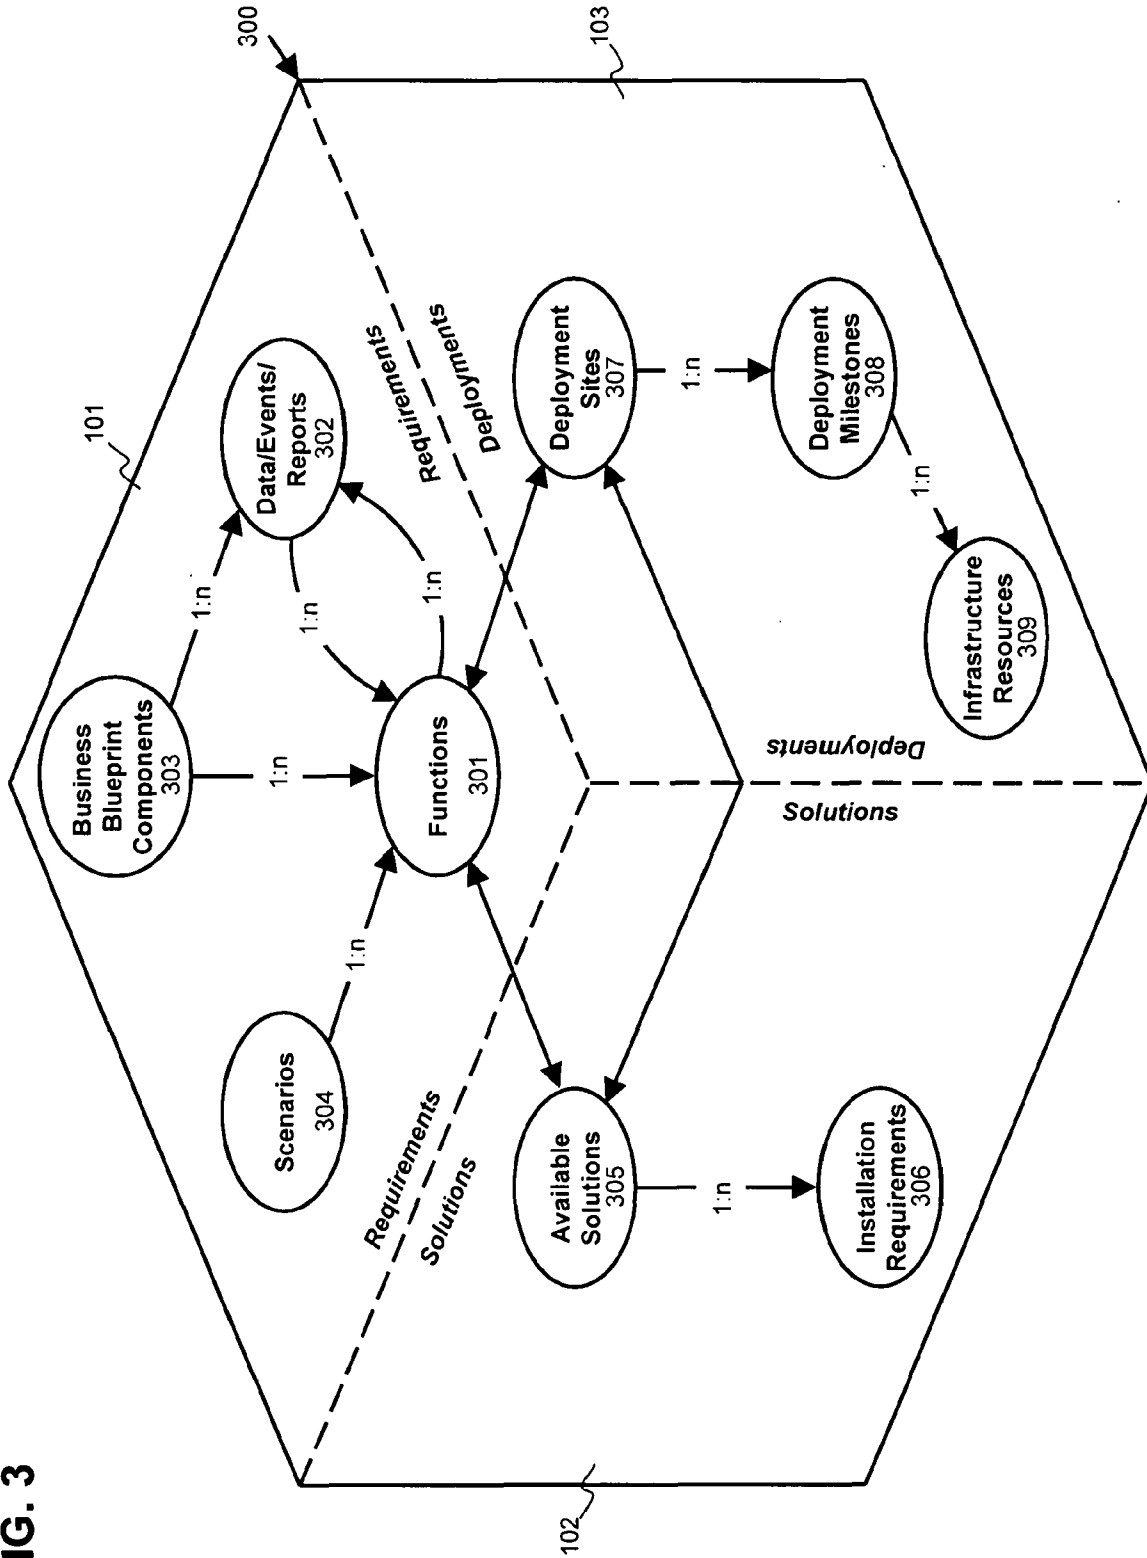 IG. 3
300
101
103
102
Business
Blueprint
Components
303
1:n
1:n
Data/Events/
Reports
302
1:n
1:n
Scenarios
304
1:n
Functions
301
Requirements
Deployments
Requirements
Solutions
Deployment
Sites
307
1:n
Deployment
Milestones
308
1:n
Infrastructure
Resources
309
Available
Solutions
305
1:n
Installation
Requirements
306
Deployments
Solutions